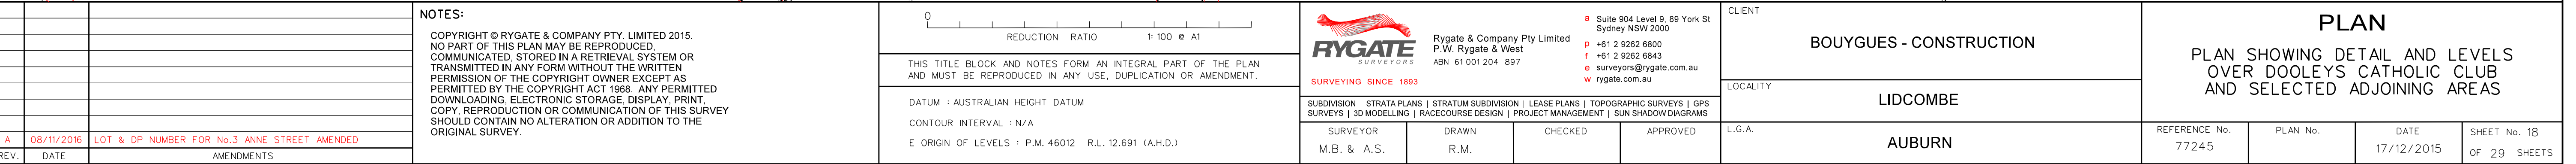 A 08/11/2016 LOT & DP NUMBER FOR No.3 ANNE STREET AMENDED
REV. DATE AMENDMENTS
NOTES:
COPYRIGHT © RYGATE & COMPANY PTY. LIMITED 2015.
NO PART OF THIS PLAN MAY BE REPRODUCED,
COMMUNICATED, STORED IN A RETRIEVAL SYSTEM OR
TRANSMITTED IN ANY FORM WITHOUT THE WRITTEN
PERMISSION OF THE COPYRIGHT OWNER EXCEPT AS
PERMITTED BY THE COPYRIGHT ACT 1968. ANY PERMITTED
DOWNLOADING, ELECTRONIC STORAGE, DISPLAY, PRINT,
COPY, REPRODUCTION OR COMMUNICATION OF THIS SURVEY
SHOULD CONTAIN NO ALTERATION OR ADDITION TO THE
ORIGINAL SURVEY.
0
REDUCTION RATIO 1: 100 @ A1
THIS TITLE BLOCK AND NOTES FORM AN INTEGRAL PART OF THE PLAN
AND MUST BE REPRODUCED IN ANY USE, DUPLICATION OR AMENDMENT.
DATUM : AUSTRALIAN HEIGHT DATUM
CONTOUR INTERVAL : N/A
E ORIGIN OF LEVELS : P.M. 46012 R.L. 12.691 (A.H.D.)
RYGATE
SURVEYORS
SURVEYING SINCE 1893
Rygate & Company Pty Limited
P.W. Rygate & West
ABN 61 001 204 897
a Suite 904 Level 9, 89 York St
Sydney NSW 2000
p +61 2 9262 6800
f +61 2 9262 6843
e surveyors@rygate.com.au
w rygate.com.au
SUBDIVISION | STRATA PLANS | STRATUM SUBDIVISION | LEASE PLANS | TOPOGRAPHIC SURVEYS | GPS
SURVEYS | 3D MODELLING | RACECOURSE DESIGN | PROJECT MANAGEMENT | SUN SHADOW DIAGRAMS
SURVEYOR DRAWN CHECKED APPROVED
M.B. & A.S. R.M.
CLIENT
BOUYGUES - CONSTRUCTION
LOCALITY
LIDCOMBE
L.G.A.
AUBURN
PLAN
PLAN SHOWING DETAIL AND LEVELS
OVER DOOLEYS CATHOLIC CLUB
AND SELECTED ADJOINING AREAS
REFERENCE No. PLAN No. DATE SHEET No. 18
77245 17/12/2015 OF 29 SHEETS